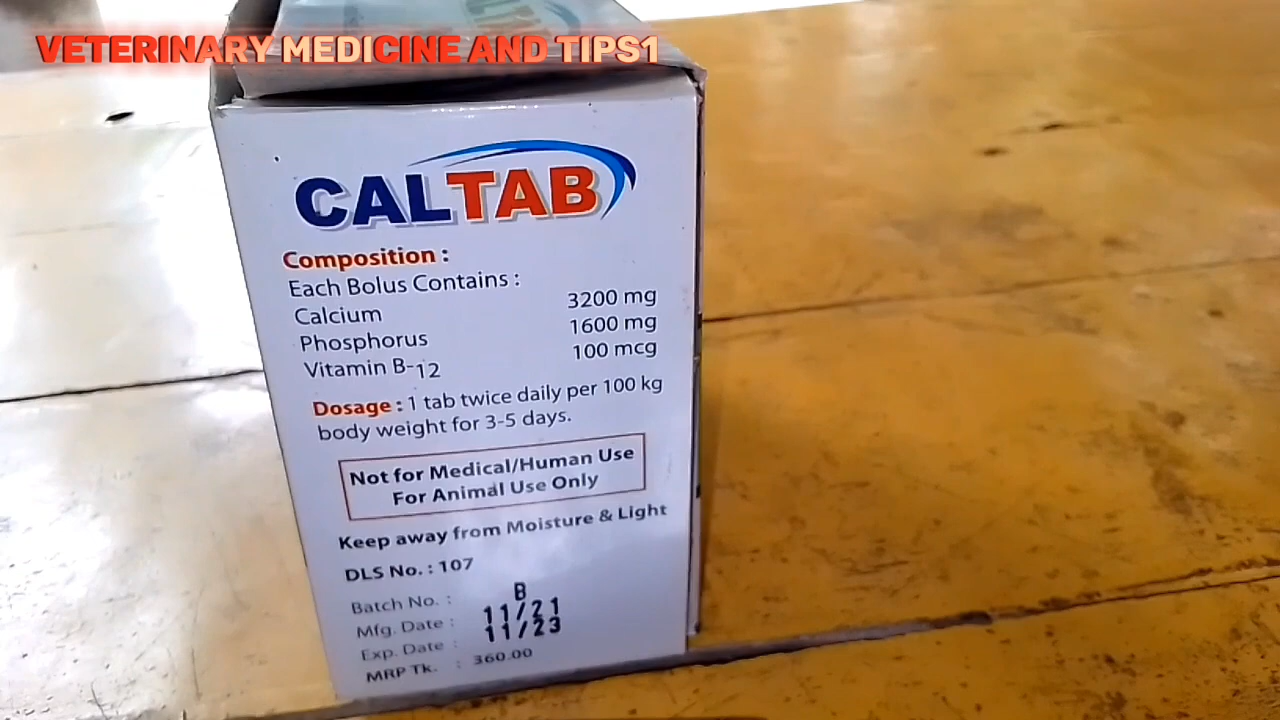 VETERINARY MEDICINE AND TIPS1
CALTAB
Composition :
Each Bolus Contains :
Calcium 3200 mg
Phosphorus 1600 mg
Vitamin B-12 100 mcg
Dosage : 1 tab twice daily per 100 kg
body weight for 3-5 days.
Not for Medical/Human Use
For Animal Use Only
Keep away from Moisture & Light
DLS No. : 107
Batch No. : B
Mfg. Date : 11/21
Exp. Date : 11/23
MRP Tk. : 360.00